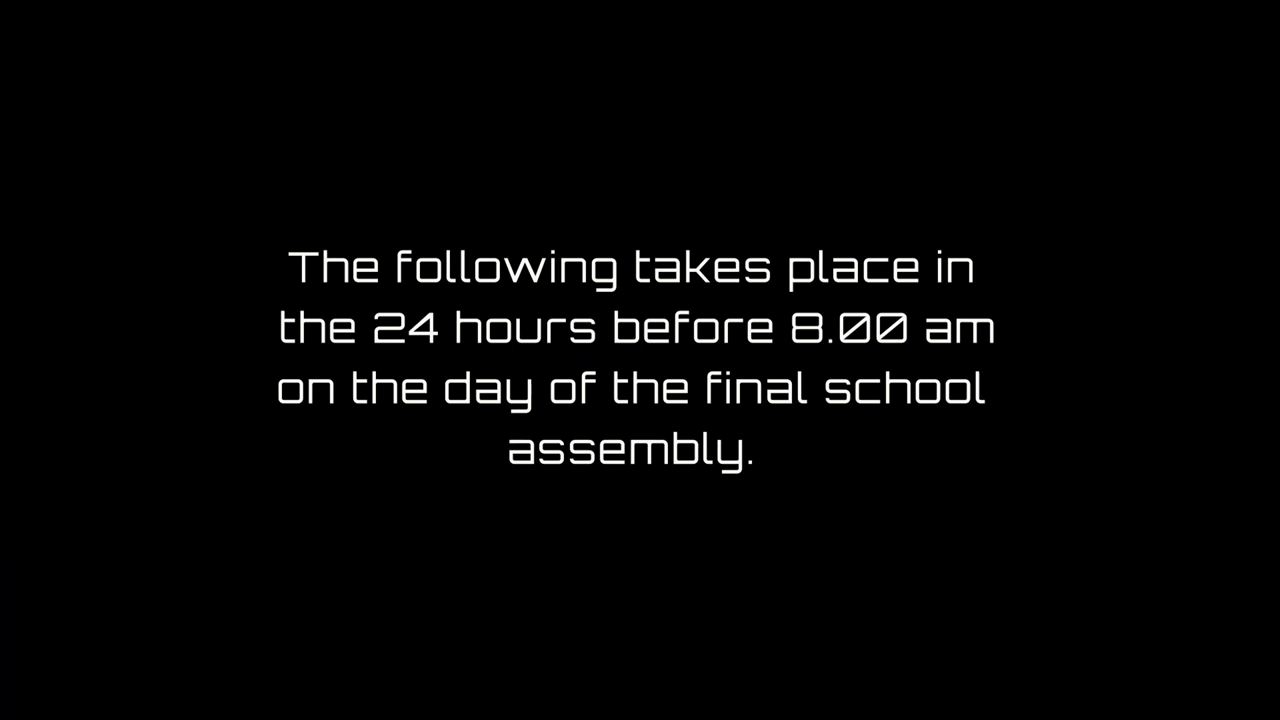 The following takes place in
the 24 hours before 8.00 am
on the day of the final school
assembly.